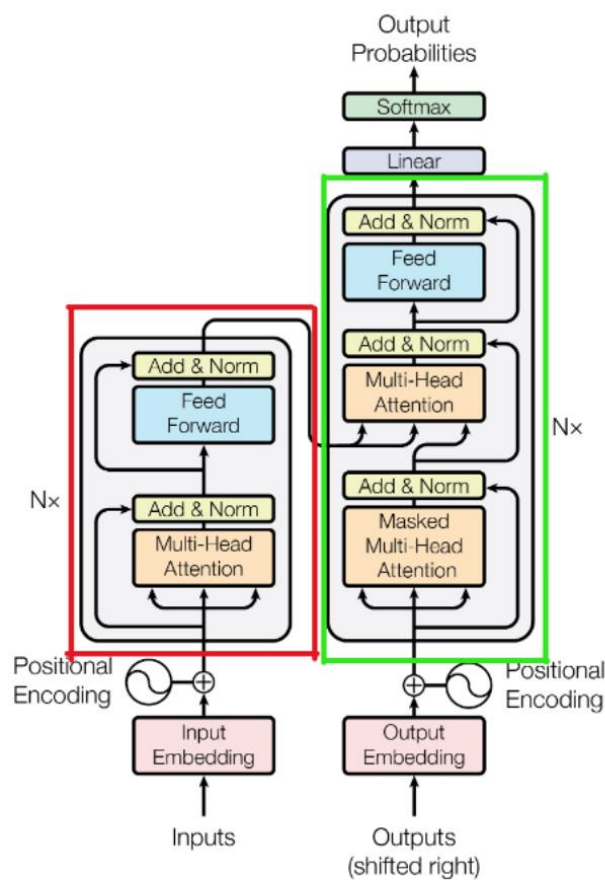 Output
Probabilities
Softmax
Linear
Add & Norm
Feed
Forward
Add & Norm
Multi-Head
Attention
Add & Norm
Masked
Multi-Head
Attention
N×
Add & Norm
Feed
Forward
N×
Add & Norm
Multi-Head
Attention
Positional
Encoding
Positional
Encoding
Input
Embedding
Output
Embedding
Inputs
Outputs
(shifted right)